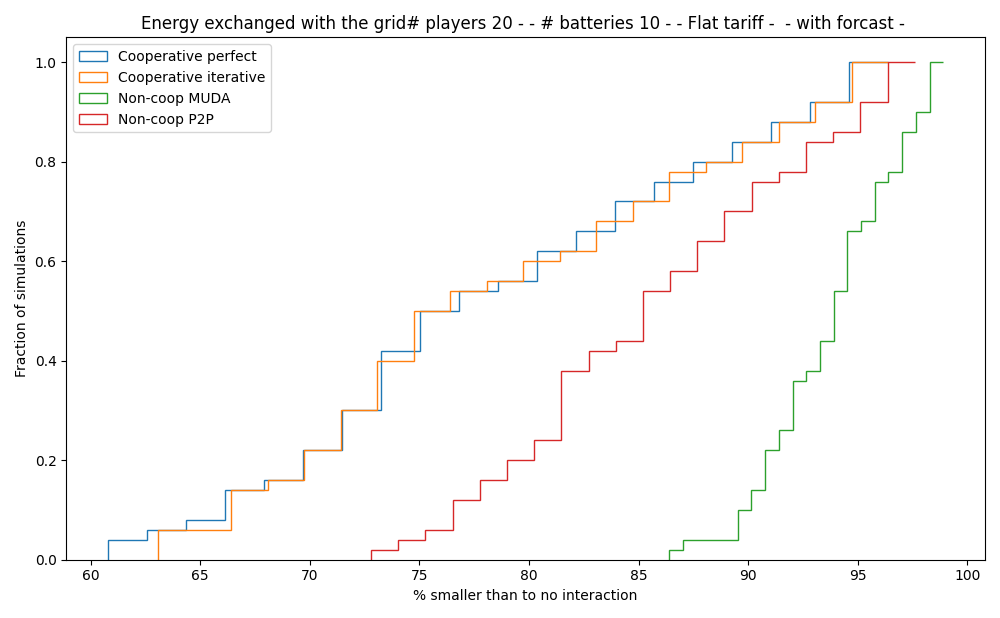 Energy exchanged with the grid# players 20 - - # batteries 10 - - Flat tariff -  - with forcast -
Cooperative perfect
Cooperative iterative
Non-coop MUDA
Non-coop P2P
Fraction of simulations
1.0
0.8
0.6
0.4
0.2
0.0
60 65 70 75 80 85 90 95 100
% smaller than to no interaction